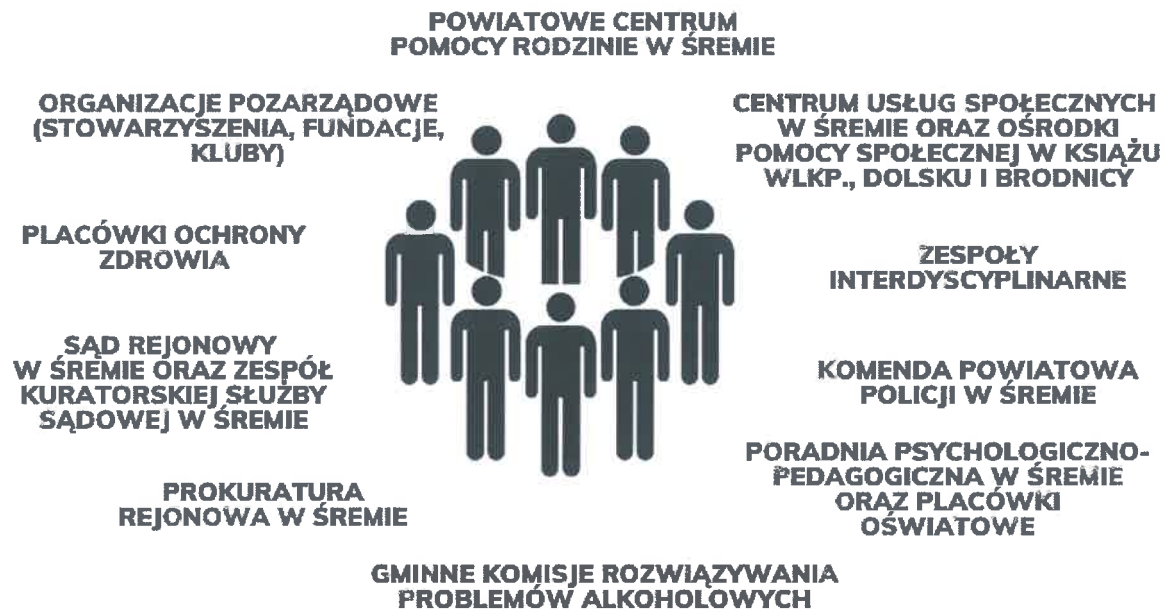 POWIATOWE CENTRUM
POMOCY RODZINIE W ŚREMIE
ORGANIZACJE POZARZĄDOWE
(STOWARZYSZENIA, FUNDACJE,
KLUBY)
CENTRUM USŁUG SPOŁECZNYCH
W ŚREMIE ORAZ OŚRODKI
POMOCY SPOŁECZNEJ W KSIĄŻU
WLKP., DOLSKU I BRODNICY
PLACÓWKI OCHRONY
ZDROWIA
ZESPOŁY
INTERDYSCYPLINARNE
SĄD REJONOWY
W ŚREMIE ORAZ ZESPÓŁ
KURATORSKIEJ SŁUŻBY
SĄDOWEJ W ŚREMIE
KOMENDA POWIATOWA
POLICJI W ŚREMIE
PROKURATURA
REJONOWA W ŚREMIE
PORADNIA PSYCHOLOGICZNO-
PEDAGOGICZNA W ŚREMIE
ORAZ PLACÓWKI
OŚWIATOWE
GMINNE KOMISJE ROZWIĄZYWANIA
PROBLEMÓW ALKOHOLOWYCH